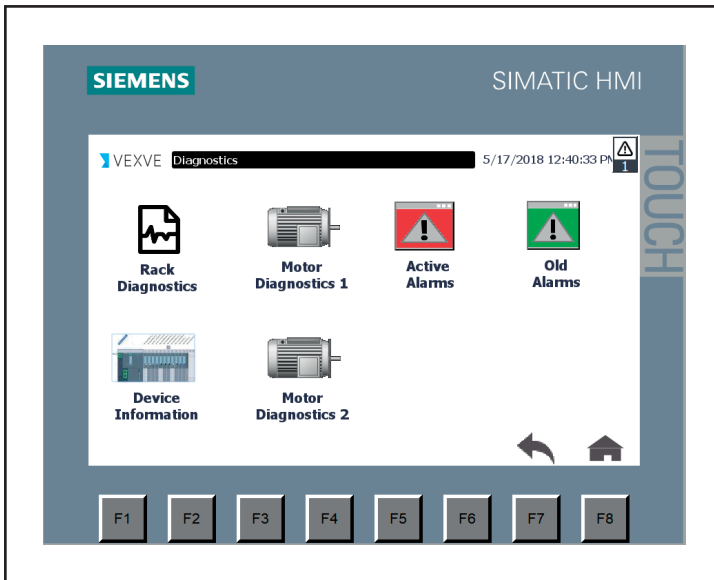 SIEMENS
SIMATIC HMI
TOUCH
VEXVE
Diagnostics
5/17/2018 12:40:33 PM
1
Rack
Diagnostics
Motor
Diagnostics 1
Active
Alarms
Old
Alarms
Device
Information
Motor
Diagnostics 2
F1 F2 F3 F4 F5 F6 F7 F8